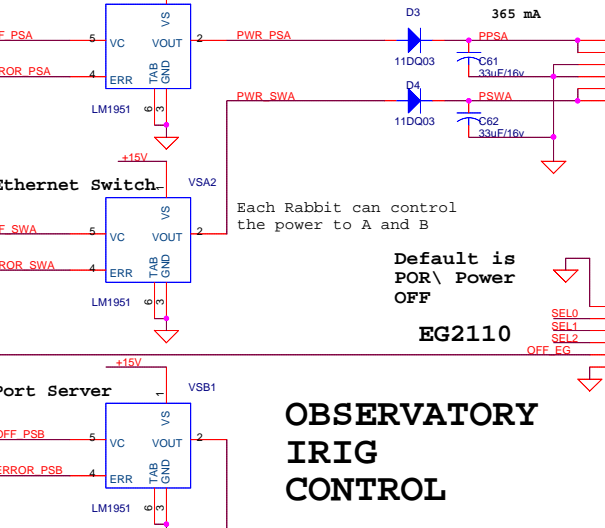 D3
365 mA
VS
F_PSA
5
VC
VOUT
2
PWR_PSA
PPSA
11DQ03
C61
33uF/16v
ROR_PSA
4
ERR
TAB
GND
D4
PWR_SWA
PSWA
LM1951
6
3
11DQ03
C62
33uF/16v
+15V
Ethernet Switch
1
VSA2
Each Rabbit can control
the power to A and B
VS
F_SWA
5
VC
VOUT
2
ROR_SWA
4
ERR
TAB
GND
LM1951
6
3
Default is
POR\ Power
OFF
EG2110
SEL0
SEL1
SEL2
OFF_EG
+15V
Port Server
1
VSB1
VS
OFF_PSB
5
VC
VOUT
2
ERROR_PSB
4
ERR
TAB
GND
LM1951
6
3
OBSERVATORY
IRIG
CONTROL